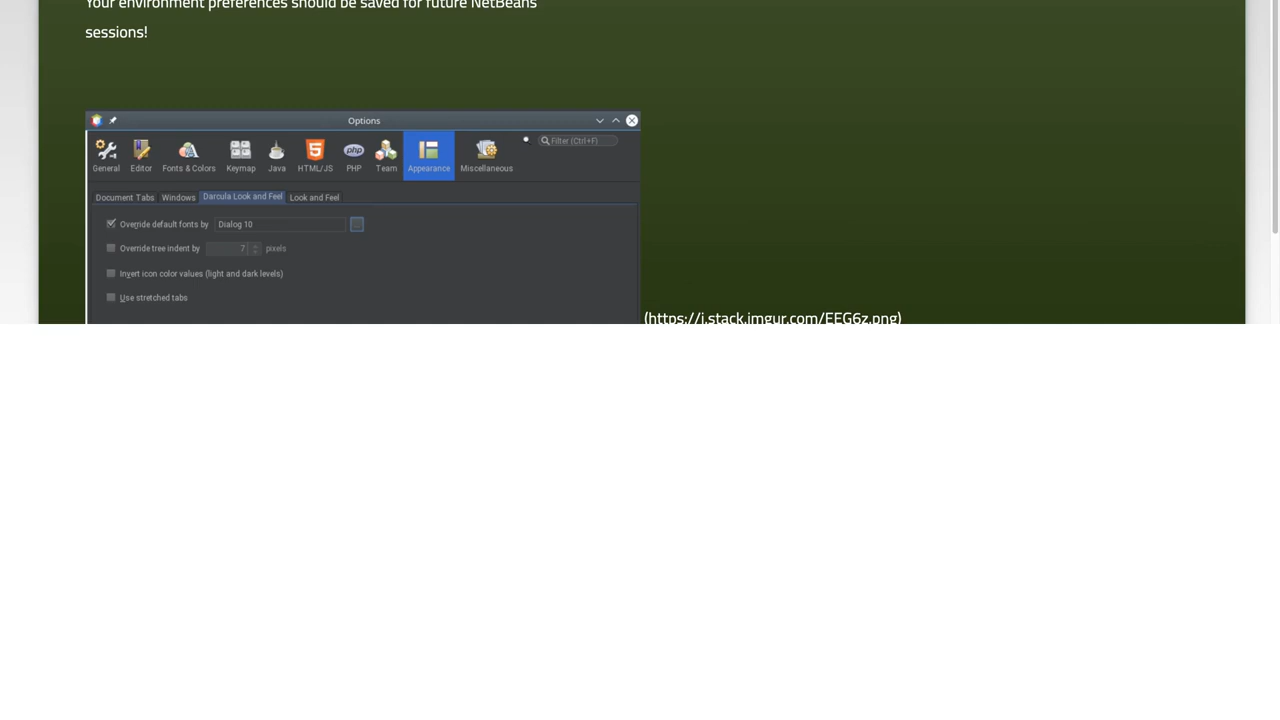 Your environment preferences should be saved for future NetBeans
sessions!
Options
Filter (Ctrl+F)
General Editor Fonts & Colors Keymap Java HTML/JS PHP Team Appearance Miscellaneous
Document Tabs Windows Darcula Look and Feel Look and Feel
Override default fonts by Dialog 10 ...
Override tree indent by 7 pixels
Invert icon color values (light and dark levels)
Use stretched tabs
(https://i.stack.imgur.com/EEG6z.png)